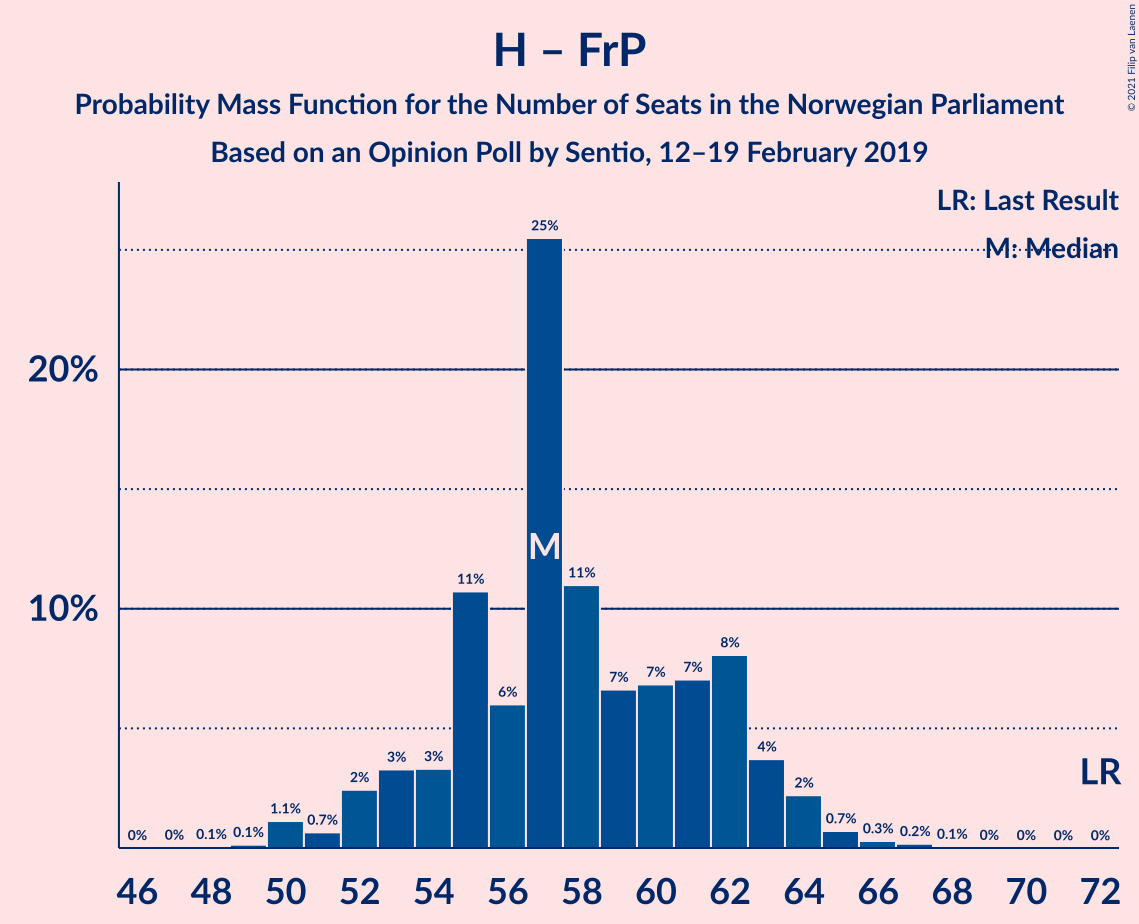 H – FrP
Probability Mass Function for the Number of Seats in the Norwegian Parliament
Based on an Opinion Poll by Sentio, 12–19 February 2019
© 2021 Filip van Laenen
LR: Last Result
M: Median
20%
10%
0% 0% 0.1% 0.1% 1.1% 0.7% 2% 3% 3% 11% 6% 25% 11% 7% 7% 7% 8% 4% 2% 0.7% 0.3% 0.2% 0.1% 0% 0% 0% 0%
M
LR
46 48 50 52 54 56 58 60 62 64 66 68 70 72